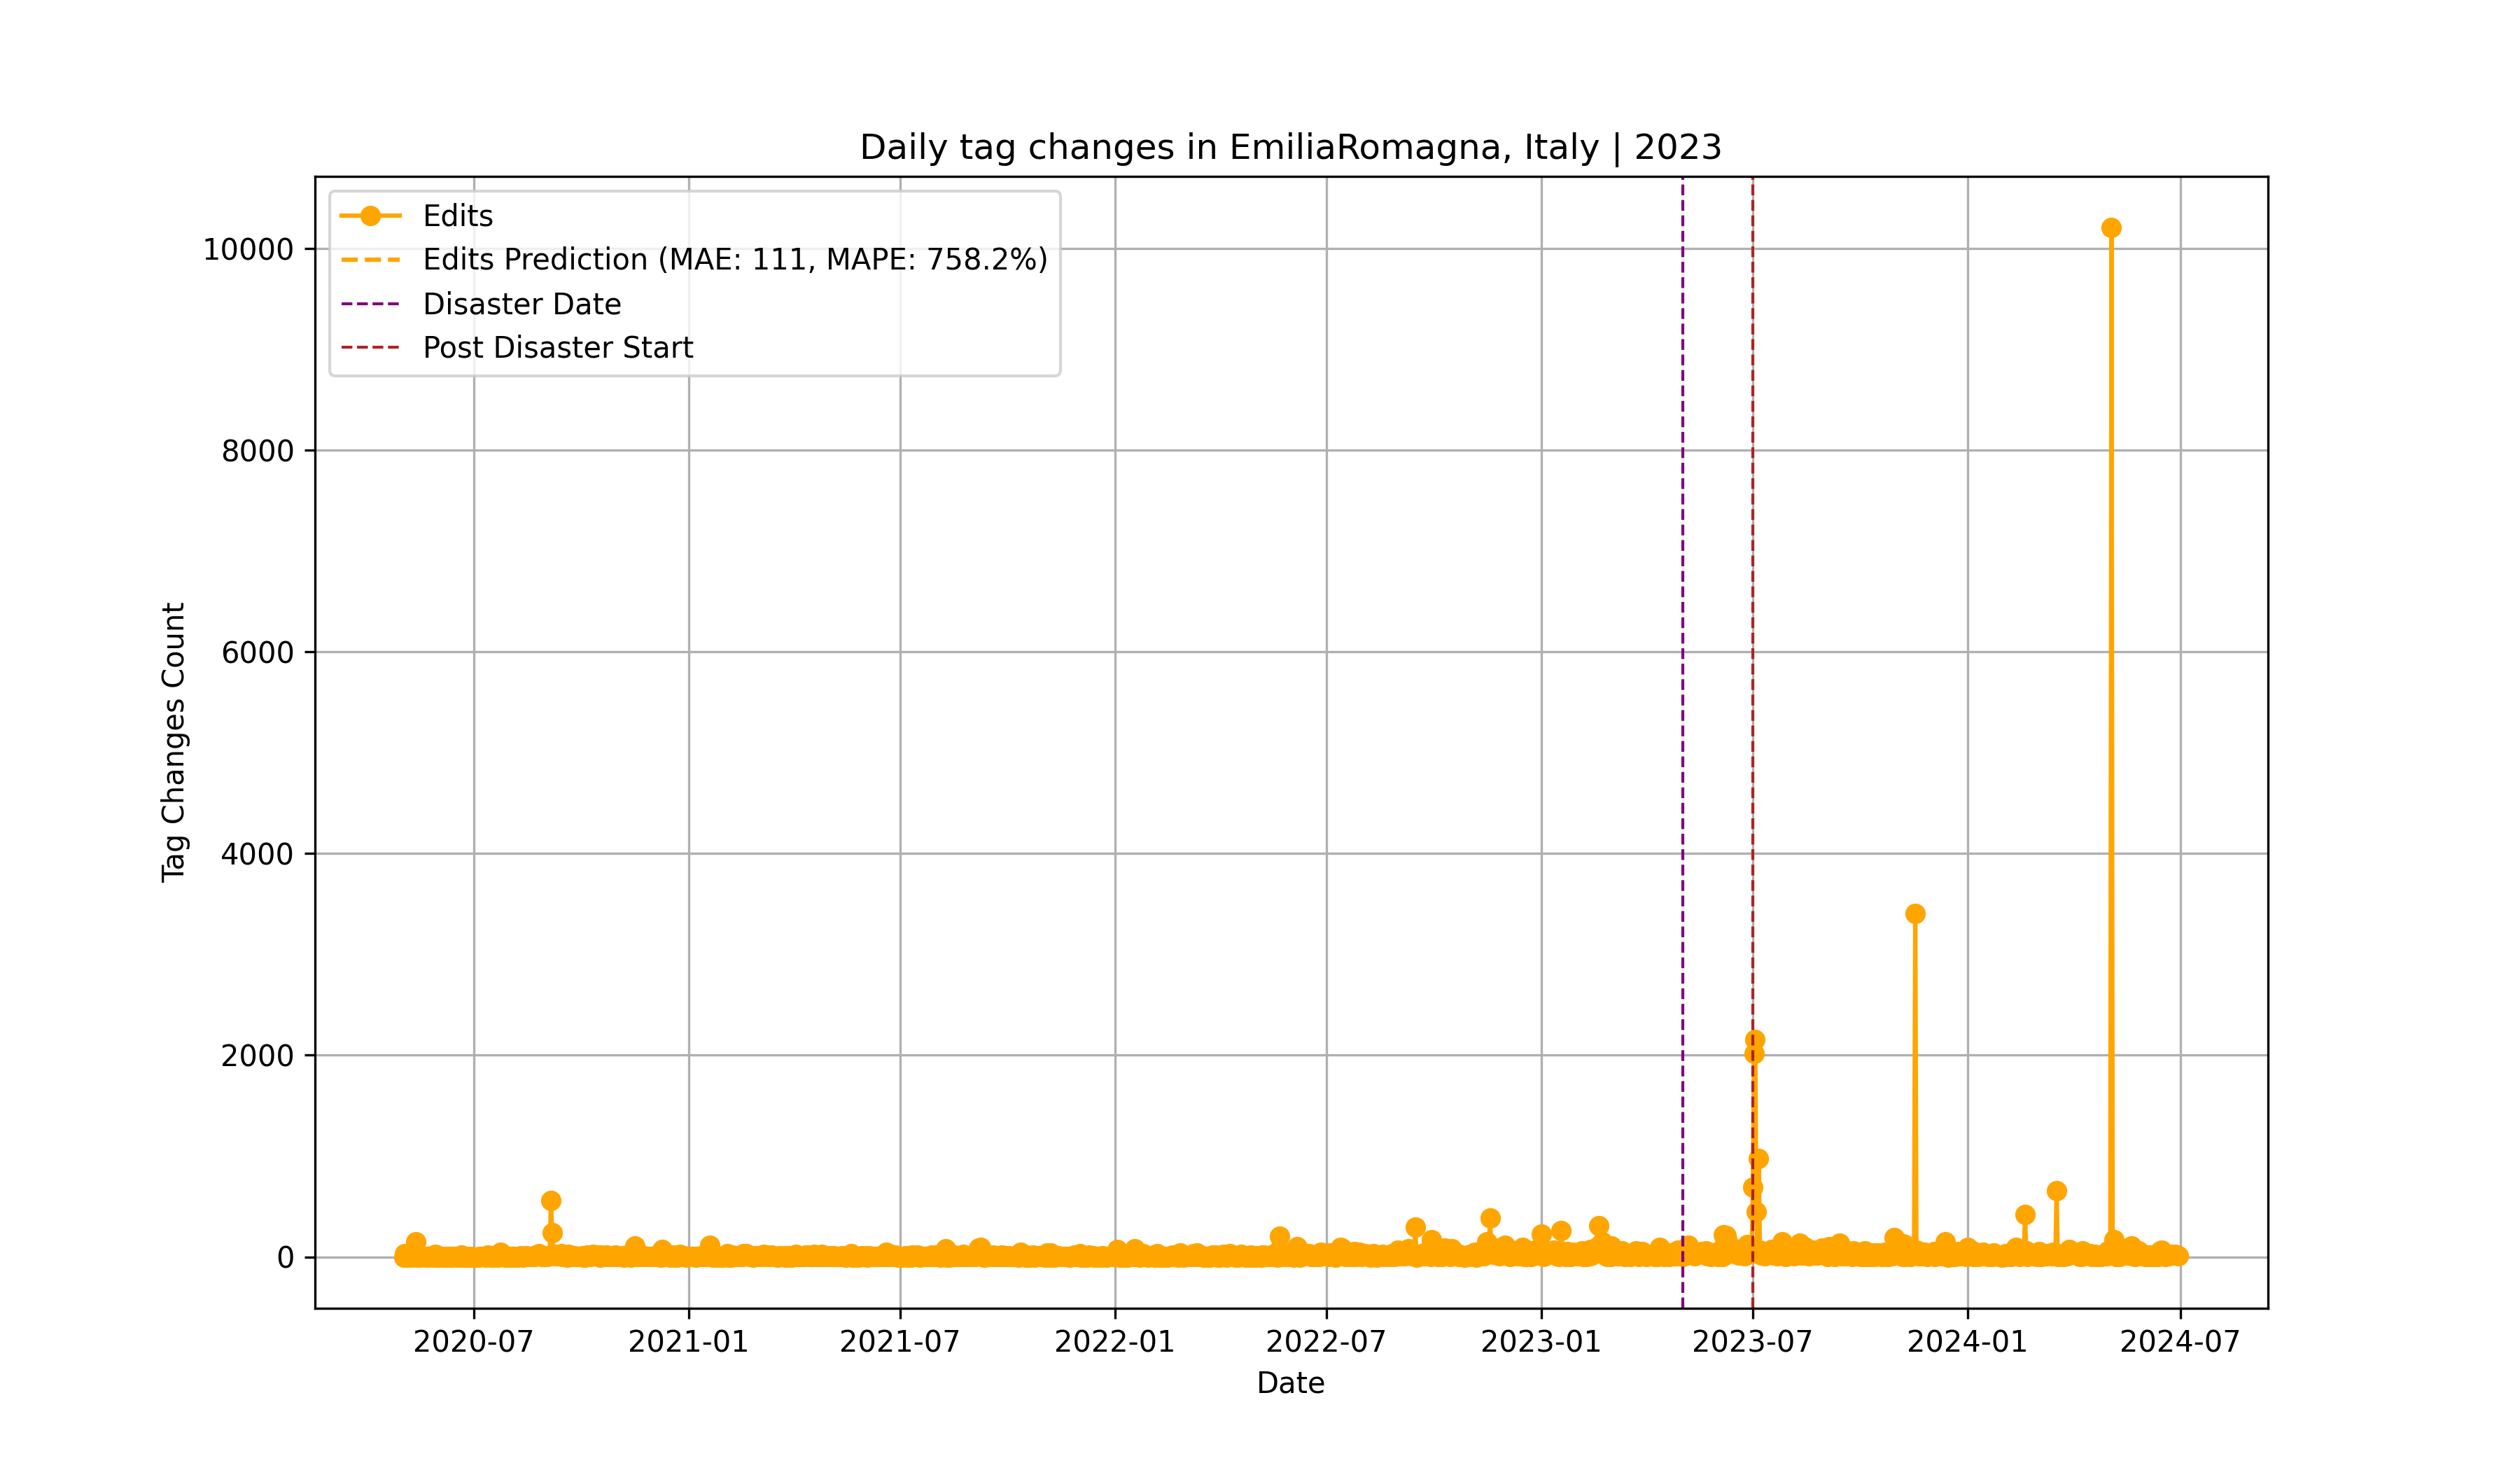 Daily tag changes in EmiliaRomagna, Italy | 2023
Edits
Edits Prediction (MAE: 111, MAPE: 758.2%)
Disaster Date
Post Disaster Start
10000
8000
6000
4000
2000
0
Tag Changes Count
2020-07
2021-01
2021-07
2022-01
2022-07
2023-01
2023-07
2024-01
2024-07
Date